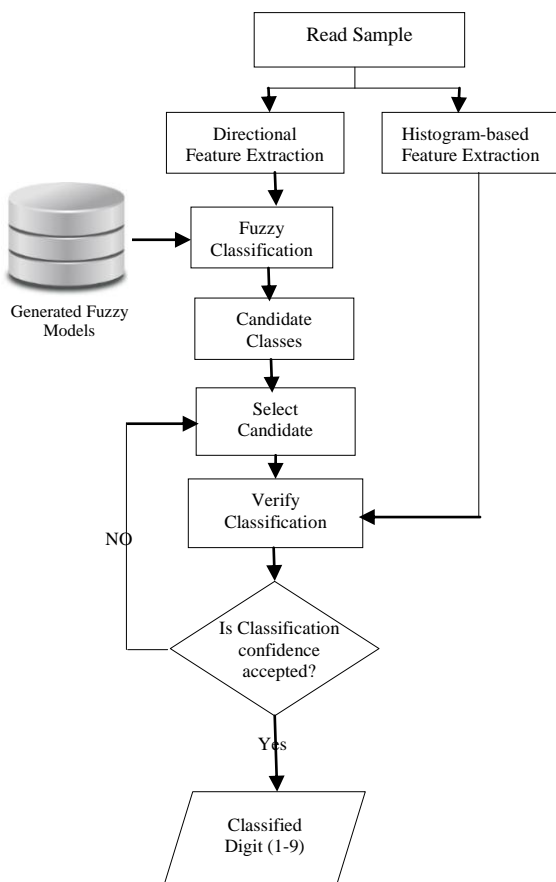 Read Sample
Directional
Feature Extraction
Histogram-based
Feature Extraction
Fuzzy
Classification
Generated Fuzzy
Models
Candidate
Classes
Select
Candidate
Verify
Classification
NO
Is Classification
confidence
accepted?
Yes
Classified
Digit (1-9)